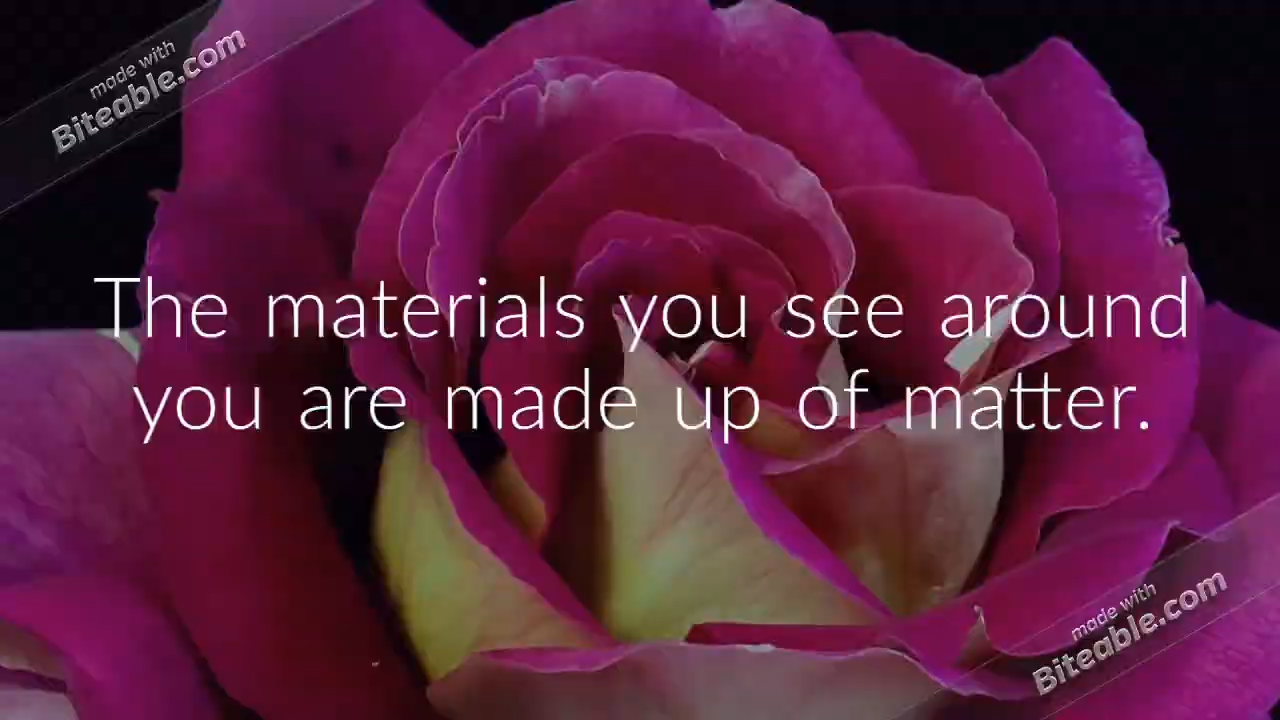 made with
Biteable.com
The materials you see around
you are made up of matter.
made with
Biteable.com